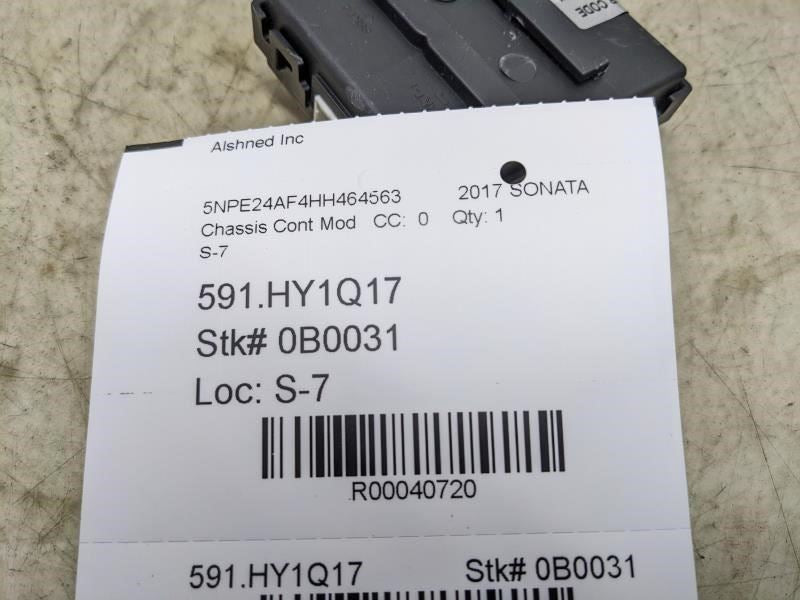 CODE
Alshned Inc
5NPE24AF4HH464563 2017 SONATA
Chassis Cont Mod CC: 0 Qty: 1
S-7
591.HY1Q17
Stk# 0B0031
Loc: S-7
R00040720
591.HY1Q17 Stk# 0B0031